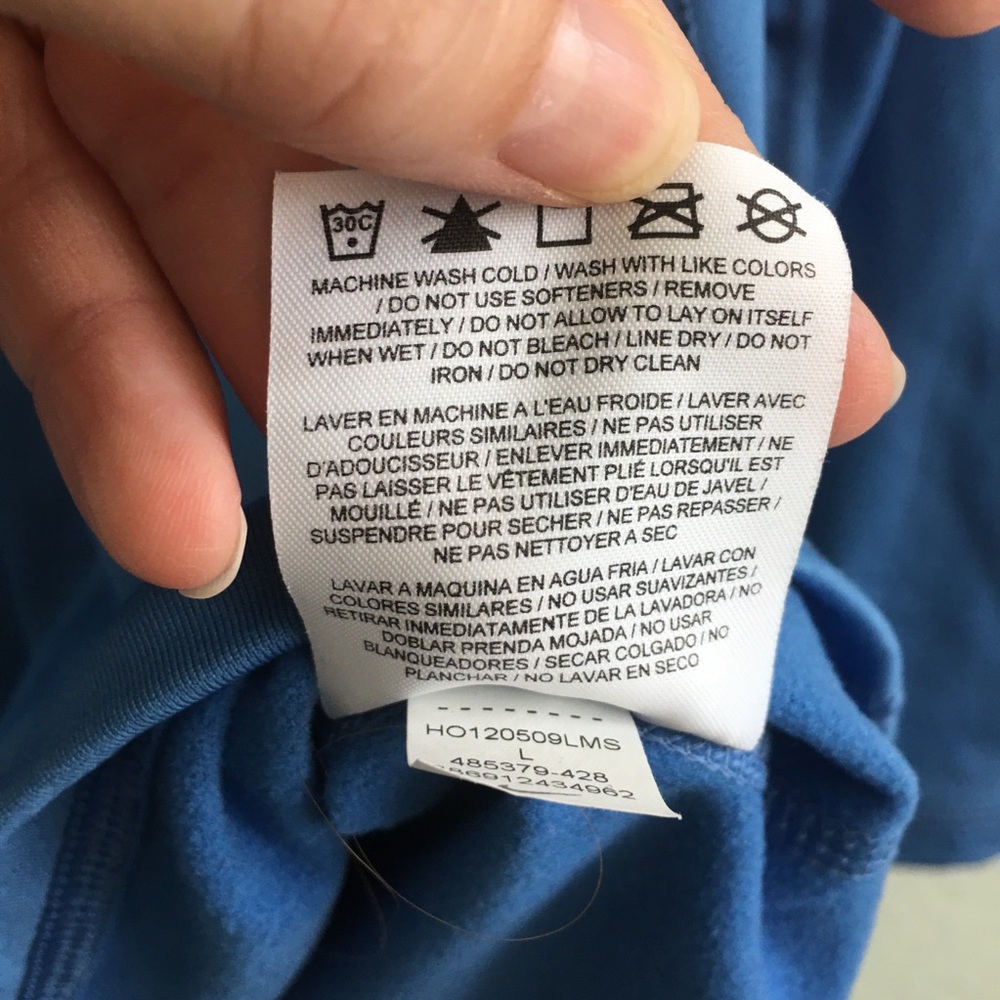 30C
MACHINE WASH COLD / WASH WITH LIKE COLORS
/ DO NOT USE SOFTENERS / REMOVE
IMMEDIATELY / DO NOT ALLOW TO LAY ON ITSELF
WHEN WET / DO NOT BLEACH / LINE DRY / DO NOT
IRON / DO NOT DRY CLEAN
LAVER EN MACHINE A L'EAU FROIDE / LAVER AVEC
COULEURS SIMILAIRES / NE PAS UTILISER
D'ADOUCISSEUR / ENLEVER IMMEDIATEMENT / NE
PAS LAISSER LE VÊTEMENT PLIÉ LORSQU'IL EST
MOUILLÉ / NE PAS UTILISER D'EAU DE JAVEL /
SUSPENDRE POUR SECHER / NE PAS REPASSER /
NE PAS NETTOYER A SEC
LAVAR A MAQUINA EN AGUA FRIA / LAVAR CON
COLORES SIMILARES / NO USAR SUAVIZANTES /
RETIRAR INMEDIATAMENTE DE LA LAVADORA / NO
DOBLAR PRENDA MOJADA / NO USAR
BLANQUEADORES / SECAR COLGADO / NO
PLANCHAR / NO LAVAR EN SECO
HO120509LMS
L
485379-428